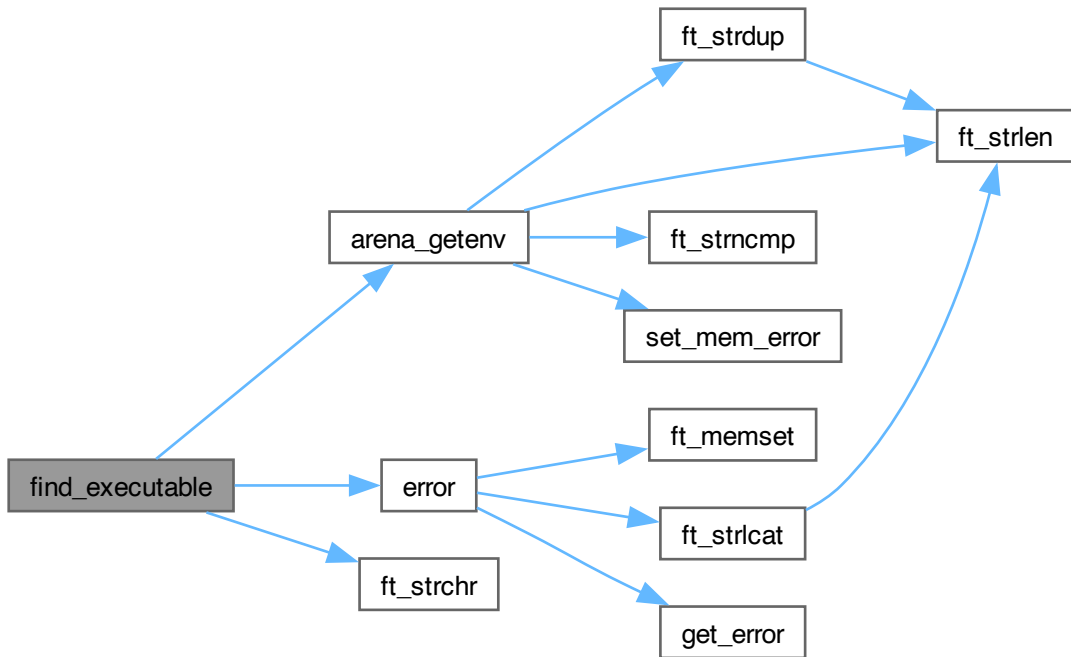 ft_strdup
ft_strlen
arena_getenv
ft_strncmp
set_mem_error
ft_memset
find_executable
error
ft_strlcat
ft_strchr
get_error